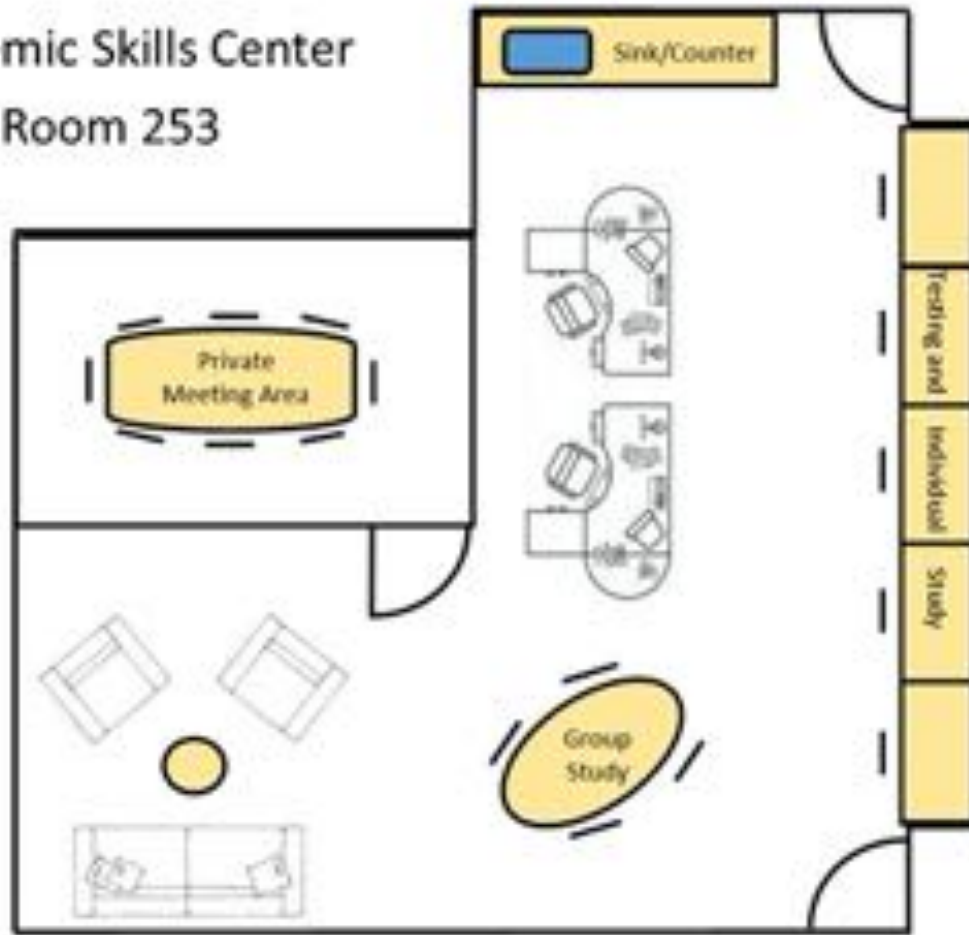 mic Skills Center
Room 253
Sink/Counter
Private
Meeting Area
Testing and
Individual
Study
Group
Study